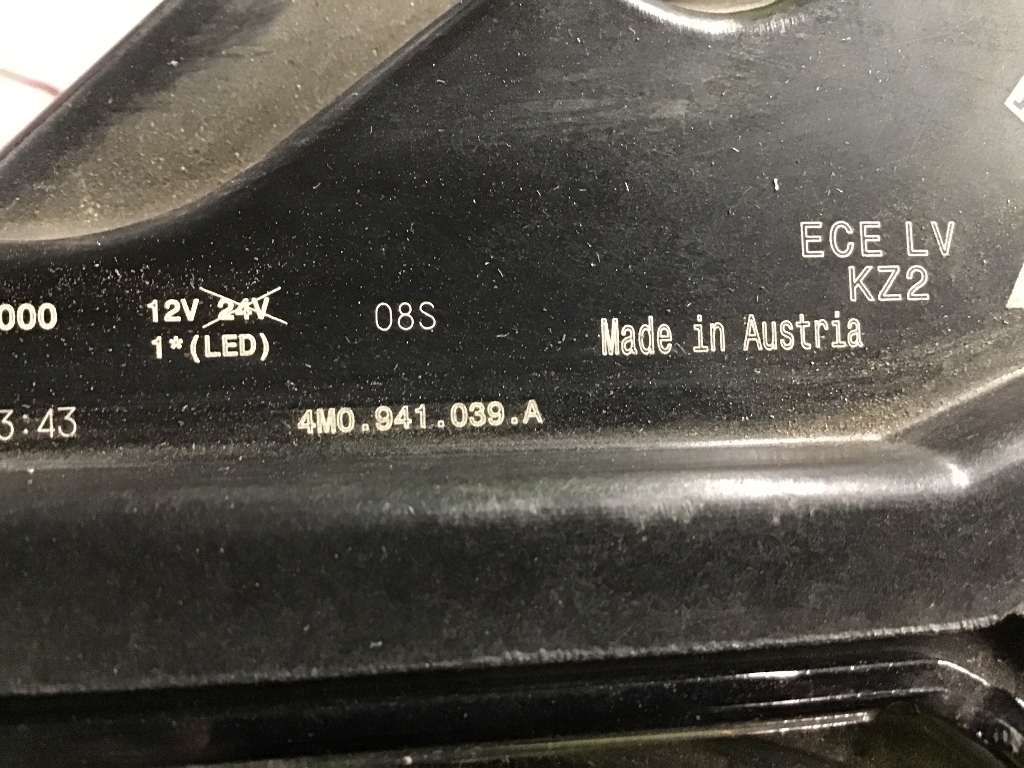 ECE LV
KZ2
000 12V 24V 08S
1*(LED)
Made in Austria
3:43 4M0.941.039.A